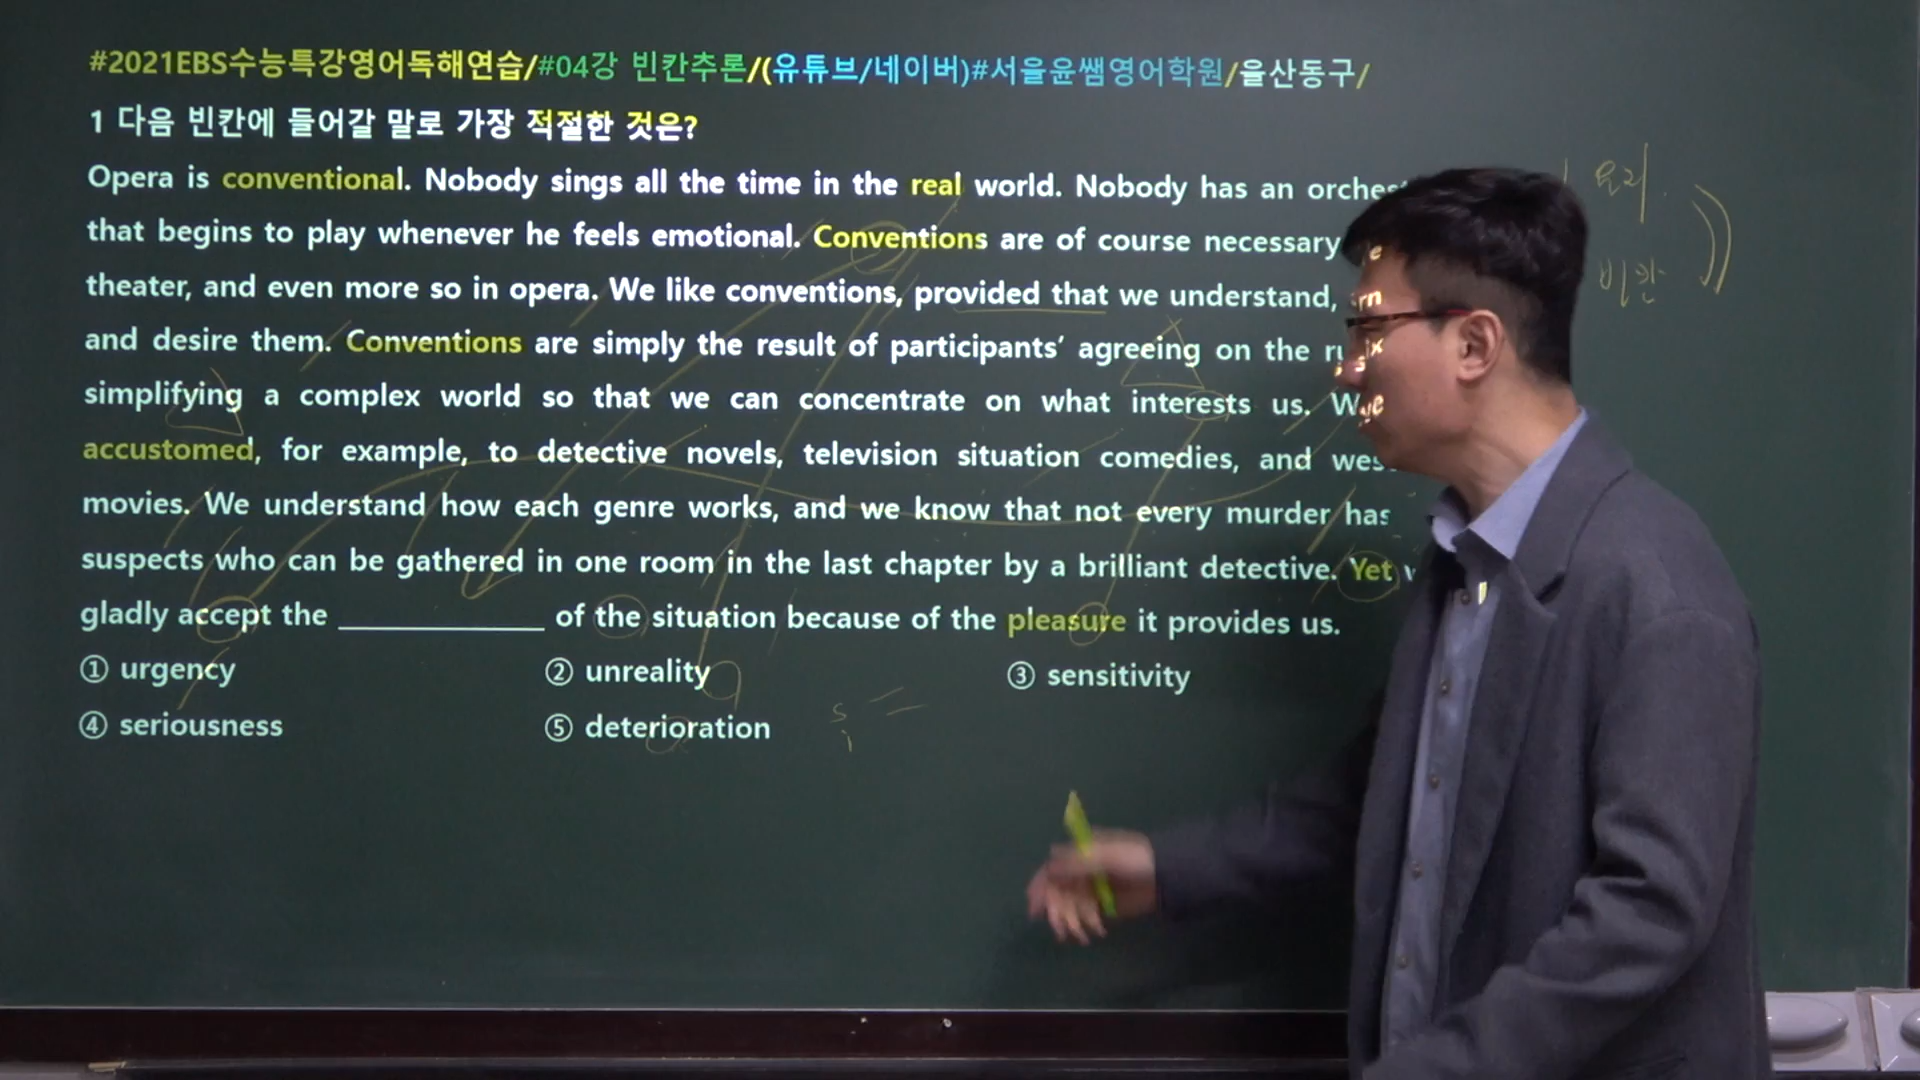 #2021EBS수능특강영어독해연습/#04강 빈칸추론/(유튜브/네이버)#서울윤쌤영어학원/울산동구/
1 다음 빈칸에 들어갈 말로 가장 적절한 것은?
Opera is conventional. Nobody sings all the time in the real world. Nobody has an
that begins to play whenever he feels emotional. Conventions are of course necessary
theater, and even more so in opera. We like conventions, provided that we understand,
and desire them. Conventions are simply the result of participants' agreeing on the
simplifying a complex world so that we can concentrate on what interests us.
accustomed, for example, to detective novels, television situation comedies, and
movies. We understand how each genre works, and we know that not every murder has
suspects who can be gathered in one room in the last chapter by a brilliant detective. Yet
gladly accept the ____________ of the situation because of the pleasure it provides us.
① urgency ② unreality ③ sensitivity
④ seriousness ⑤ deterioration